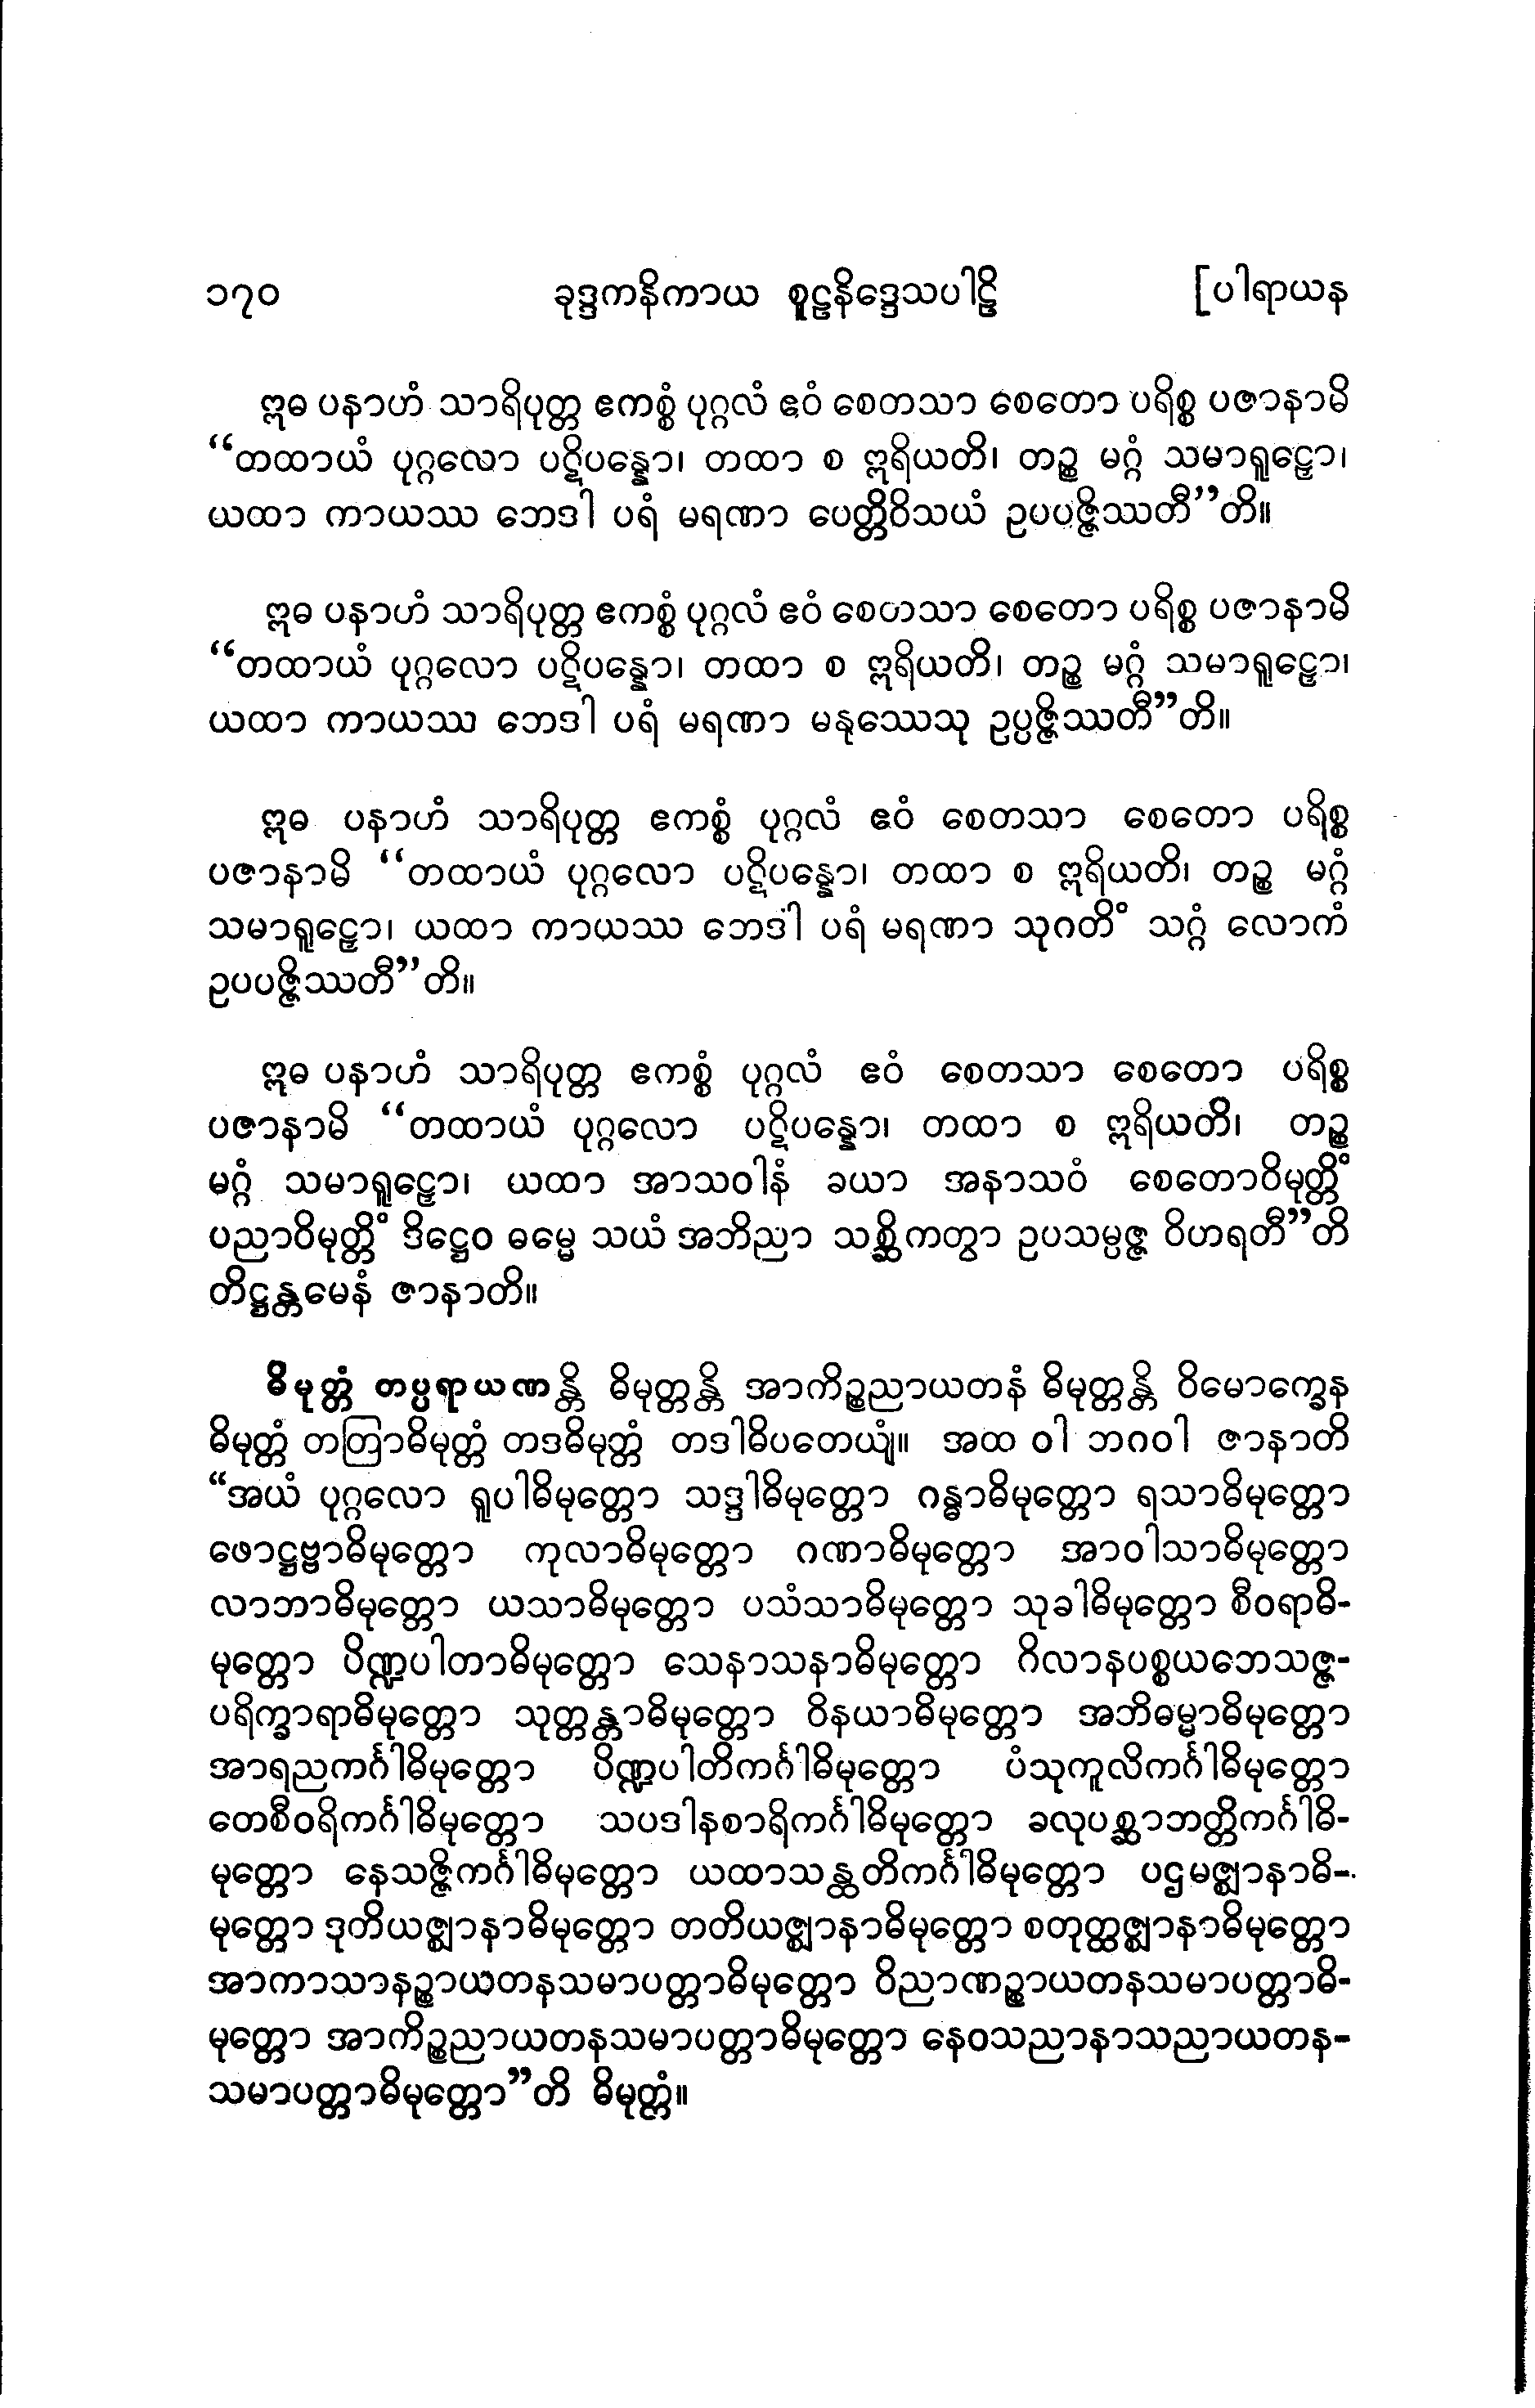 ၁၇၀ ခုဒ္ဒကနိကာယ စူဠနိဒ္ဒေသပါဠိ [ပါရာယန
ဣဓ ပနာဟံ သာရိပုတ္တ ဧကစ္စံ ပုဂ္ဂလံ ဧဝံ စေတသာ စေတော ပရိစ္စ ပဇာနာမိ
“တထာယံ ပုဂ္ဂလော ပဋိပန္နော၊ တထာ စ ဣရိယတိ၊ တဉ္စ မဂ္ဂံ သမာရူဠှော၊
ယထာ ကာယဿ ဘေဒါ ပရံ မရဏာ ပေတ္တိဝိသယံ ဥပပဇ္ဇိဿတီ”တိ။
ဣဓ ပနာဟံ သာရိပုတ္တ ဧကစ္စံ ပုဂ္ဂလံ ဧဝံ စေတသာ စေတော ပရိစ္စ ပဇာနာမိ
“တထာယံ ပုဂ္ဂလော ပဋိပန္နော၊ တထာ စ ဣရိယတိ၊ တဉ္စ မဂ္ဂံ သမာရူဠှော၊
ယထာ ကာယဿ ဘေဒါ ပရံ မရဏာ မနုဿေသု ဥပ္ပဇ္ဇိဿတီ”တိ။
ဣဓ ပနာဟံ သာရိပုတ္တ ဧကစ္စံ ပုဂ္ဂလံ ဧဝံ စေတသာ စေတော ပရိစ္စ
ပဇာနာမိ “တထာယံ ပုဂ္ဂလော ပဋိပန္နော၊ တထာ စ ဣရိယတိ၊ တဉ္စ မဂ္ဂံ
သမာရူဠှော၊ ယထာ ကာယဿ ဘေဒါ ပရံ မရဏာ သုဂတိံ သဂ္ဂံ လောကံ
ဥပပဇ္ဇိဿတီ”တိ။
ဣဓ ပနာဟံ သာရိပုတ္တ ဧကစ္စံ ပုဂ္ဂလံ ဧဝံ စေတသာ စေတော ပရိစ္စ
ပဇာနာမိ “တထာယံ ပုဂ္ဂလော ပဋိပန္နော၊ တထာ စ ဣရိယတိ၊ တဉ္စ
မဂ္ဂံ သမာရူဠှော၊ ယထာ အာသဝါနံ ခယာ အနာသဝံ စေတောဝိမုတ္တိံ
ပညာဝိမုတ္တိံ ဒိဋ္ဌေဝ ဓမ္မေ သယံ အဘိညာ သစ္ဆိကတွာ ဥပသမ္ပဇ္ဇ ဝိဟရတီ”တိ
တိဋ္ဌန္တမေနံ ဇာနာတိ။
ဓိမုတ္တံ တပ္ပရာယဏန္တိ ဓိမုတ္တန္တိ အာကိဉ္စညာယတနံ ဓိမုတ္တန္တိ ဝိမောက္ခေန
ဓိမုတ္တံ တတြာဓိမုတ္တံ တဒဓိမုတ္တံ တဒါဓိပတေယျံ။ အထ ဝါ ဘဂဝါ ဇာနာတိ
“အယံ ပုဂ္ဂလော ရူပါဓိမုတ္တော သဒ္ဒါဓိမုတ္တော ဂန္ဓာဓိမုတ္တော ရသာဓိမုတ္တော
ဖောဋ္ဌဗ္ဗာဓိမုတ္တော ကုလာဓိမုတ္တော ဂဏာဓိမုတ္တော အာဝါသာဓိမုတ္တော
လာဘာဓိမုတ္တော ယသာဓိမုတ္တော ပသံသာဓိမုတ္တော သုခါဓိမုတ္တော စီဝရာဓိ-
မုတ္တော ပိဏ္ဍပါတာဓိမုတ္တော သေနာသနာဓိမုတ္တော ဂိလာနပစ္စယဘေသဇ္ဇ-
ပရိက္ခာရာဓိမုတ္တော သုတ္တန္တာဓိမုတ္တော ဝိနယာဓိမုတ္တော အဘိဓမ္မာဓိမုတ္တော
အာရညကင်္ဂါဓိမုတ္တော ပိဏ္ဍပါတိကင်္ဂါဓိမုတ္တော ပံသုကူလိကင်္ဂါဓိမုတ္တော
တေစီဝရိကင်္ဂါဓိမုတ္တော သပဒါနစာရိကင်္ဂါဓိမုတ္တော ခလုပစ္ဆာဘတ္တိကင်္ဂါဓိ-
မုတ္တော နေသဇ္ဇိကင်္ဂါဓိမုတ္တော ယထာသန္ထတိကင်္ဂါဓိမုတ္တော ပဌမဇ္ဈာနာဓိ-
မုတ္တော ဒုတိယဇ္ဈာနာဓိမုတ္တော တတိယဇ္ဈာနာဓိမုတ္တော စတုတ္ထဇ္ဈာနာဓိမုတ္တော
အာကာသာနဉ္စာယတနသမာပတ္တာဓိမုတ္တော ဝိညာဏဉ္စာယတနသမာပတ္တာဓိ-
မုတ္တော အာကိဉ္စညာယတနသမာပတ္တာဓိမုတ္တော နေဝသညာနာသညာယတန-
သမာပတ္တာဓိမုတ္တော”တိ ဓိမုတ္တံ။